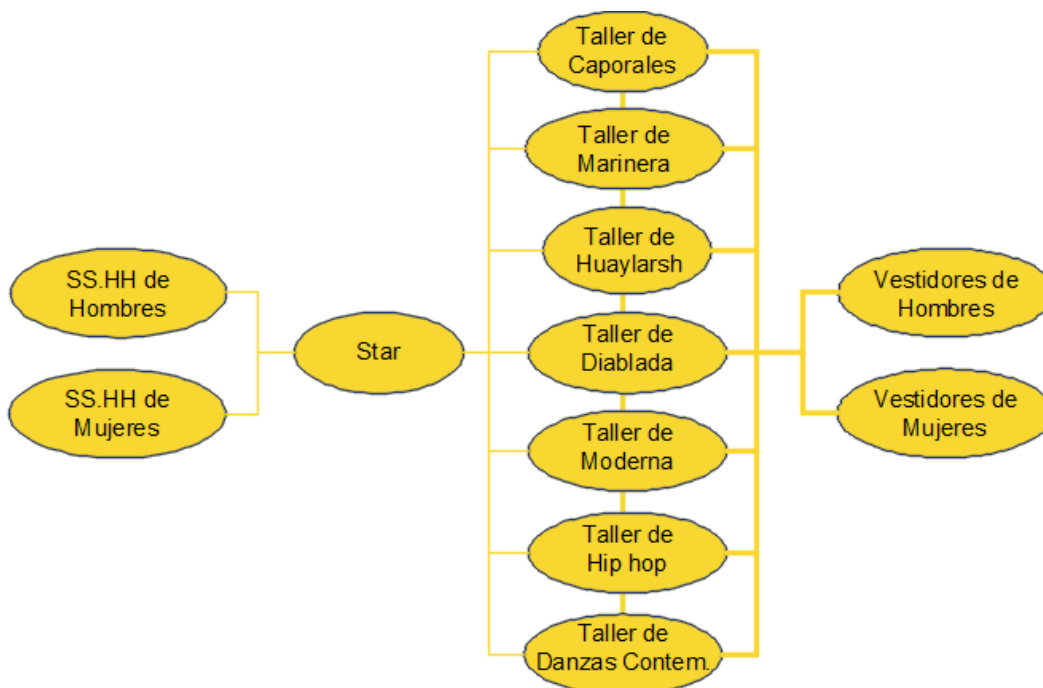 Taller de
Caporales
Taller de
Marinera
Taller de
Huaylarsh
SS.HH de
Hombres
Vestidores de
Hombres
Star
Taller de
Diablada
SS.HH de
Mujeres
Vestidores de
Mujeres
Taller de
Moderna
Taller de
Hip hop
Taller de
Danzas Contem.